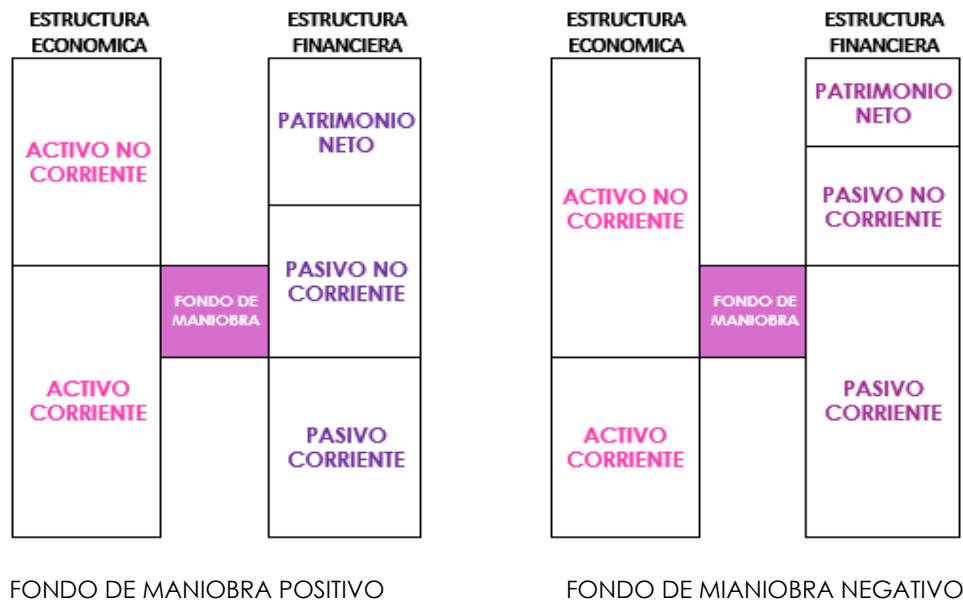 ESTRUCTURA
ECONOMICA
ESTRUCTURA
FINANCIERA
ACTIVO NO
CORRIENTE
PATRIMONIO
NETO
PASIVO NO
CORRIENTE
FONDO DE
MANIOBRA
ACTIVO
CORRIENTE
PASIVO
CORRIENTE
FONDO DE MANIOBRA POSITIVO
ESTRUCTURA
ECONOMICA
ESTRUCTURA
FINANCIERA
PATRIMONIO
NETO
ACTIVO NO
CORRIENTE
PASIVO NO
CORRIENTE
FONDO DE
MANIOBRA
PASIVO
CORRIENTE
ACTIVO
CORRIENTE
FONDO DE MIANIOBRA NEGATIVO